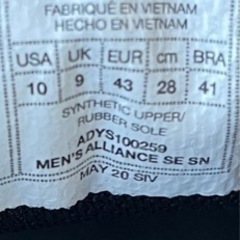 FABRIQUÉ EN VIETNAM
HECHO EN VIETNAM
USA UK EUR cm BRA
10 9 43 28 41
SYNTHETIC UPPER/
RUBBER SOLE
ADYS100259
MEN'S ALLIANCE SE SN
MAY 20 SIV